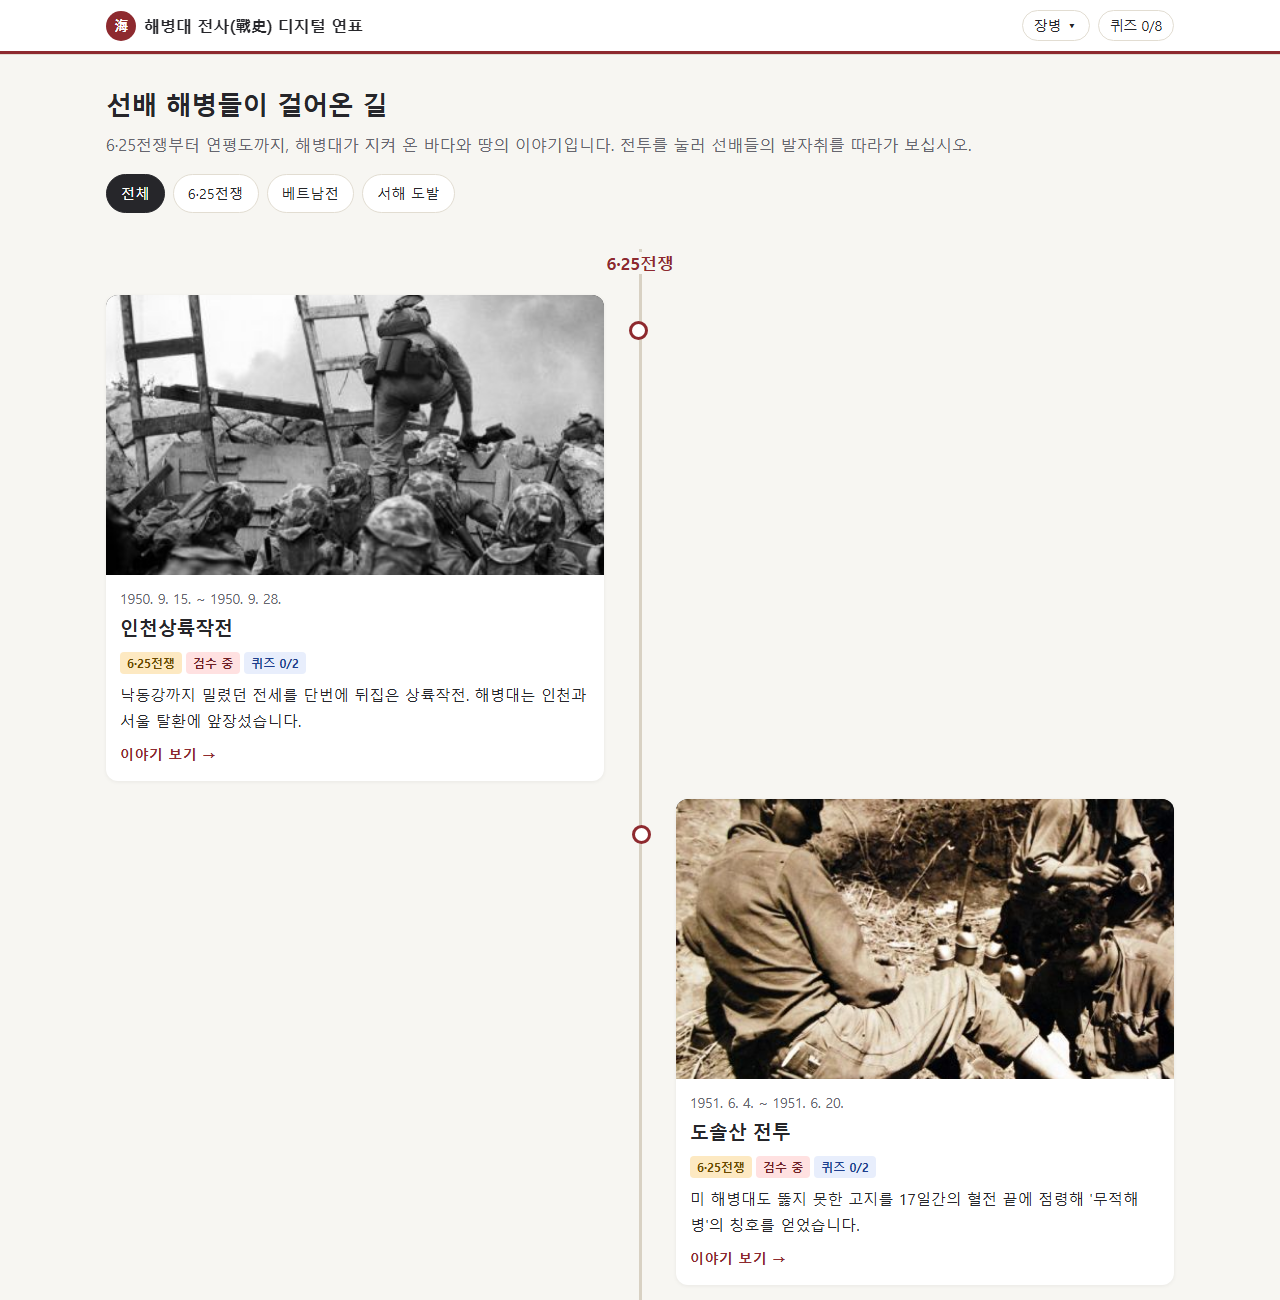 海 해병대 전사(戰史) 디지털 연표
장병 ▼
퀴즈 0/8
선배 해병들이 걸어온 길
6·25전쟁부터 연평도까지, 해병대가 지켜 온 바다와 땅의 이야기입니다. 전투를 눌러 선배들의 발자취를 따라가 보십시오.
전체 6·25전쟁 베트남전 서해 도발
6·25전쟁
1950. 9. 15. ~ 1950. 9. 28.
인천상륙작전
6·25전쟁 검수 중 퀴즈 0/2
낙동강까지 밀렸던 전세를 단번에 뒤집은 상륙작전. 해병대는 인천과
서울 탈환에 앞장섰습니다.
이야기 보기 →
1951. 6. 4. ~ 1951. 6. 20.
도솔산 전투
6·25전쟁 검수 중 퀴즈 0/2
미 해병대도 뚫지 못한 고지를 17일간의 혈전 끝에 점령해 '무적해
병'의 칭호를 얻었습니다.
이야기 보기 →